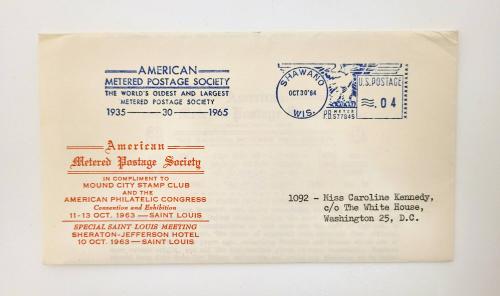 AMERICAN
METERED POSTAGE SOCIETY
THE WORLD'S OLDEST AND LARGEST
METERED POSTAGE SOCIETY
1935 — 30 — 1965
SHAWANO
WIS.
OCT 30 '64
U.S. POSTAGE
.04
P.B. METER
577845
American
Metered Postage Society
IN COMPLIMENT TO
MOUND CITY STAMP CLUB
AND THE
AMERICAN PHILATELIC CONGRESS
Convention and Exhibition
11-13 OCT. 1963—SAINT LOUIS
SPECIAL SAINT LOUIS MEETING
SHERATON-JEFFERSON HOTEL
10 OCT. 1963—SAINT LOUIS
1092 - Miss Caroline Kennedy,
c/o The White House,
Washington 25, D.C.